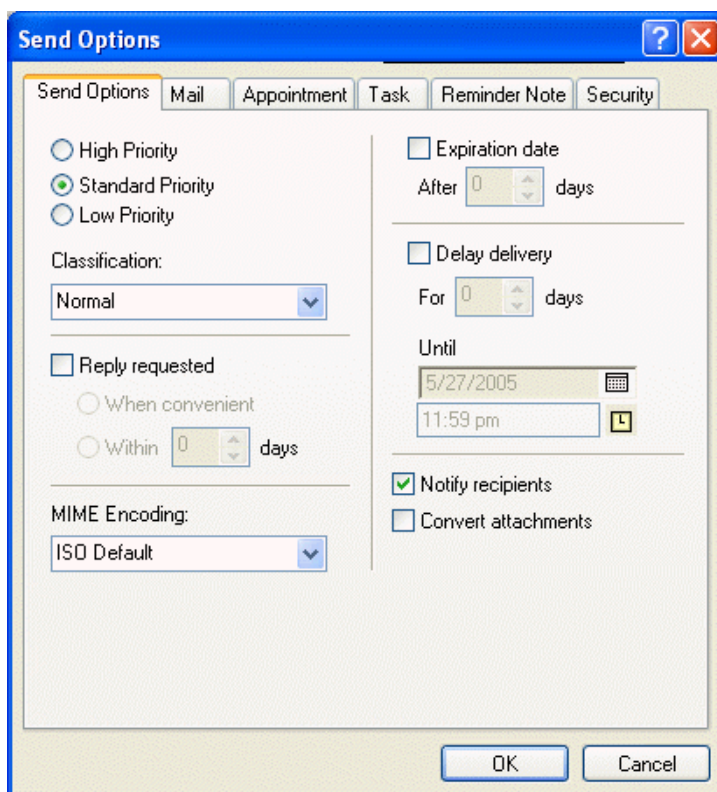 Send Options
Send Options Mail Appointment Task Reminder Note Security
High Priority
Standard Priority
Low Priority
Classification:
Normal
Reply requested
When convenient
Within 0 days
MIME Encoding:
ISO Default
Expiration date
After 0 days
Delay delivery
For 0 days
Until
5/27/2005
11:59 pm
Notify recipients
Convert attachments
OK Cancel